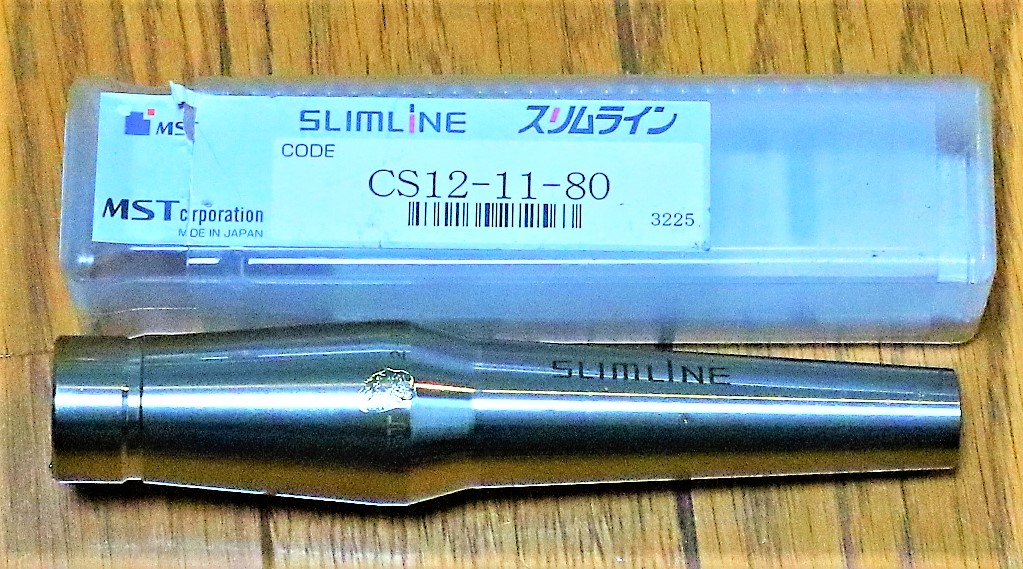 MST
SLIMLINE スリムライン
CODE
CS12-11-80
MST corporation
3225
MADE IN JAPAN
SLIMLINE